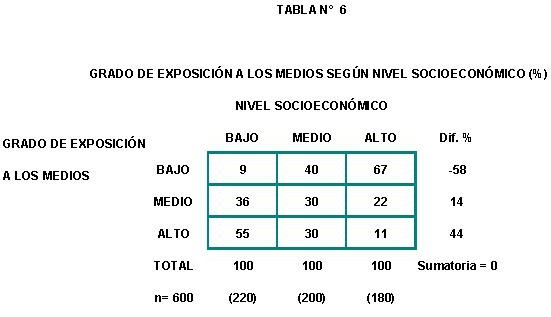 TABLA N° 6
GRADO DE EXPOSICIÓN A LOS MEDIOS SEGÚN NIVEL SOCIOECONÓMICO (%)
NIVEL SOCIOECONÓMICO
GRADO DE EXPOSICIÓN BAJO MEDIO ALTO Dif. %
A LOS MEDIOS BAJO 9 40 67 -58
MEDIO 36 30 22 14
ALTO 55 30 11 44
TOTAL 100 100 100 Sumatoria = 0
n= 600 (220) (200) (180)